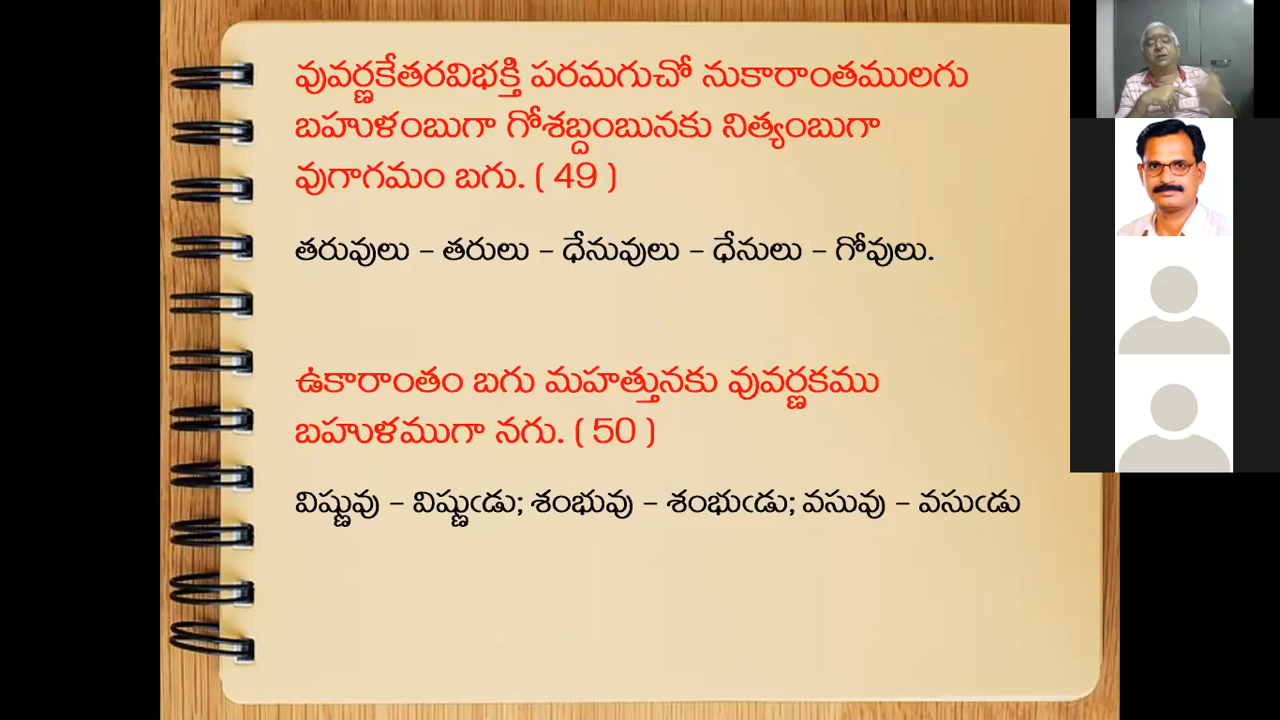 వువర్ణకేతరవిభక్తి పరమగుచో నుకారాంతములగు
బహుళంబుగా గోశబ్దంబునకు నిత్యంబుగా
వుగాగమం బగు. ( 49 )
తరువులు – తరులు – ధేనువులు – ధేనులు – గోవులు.
ఉకారాంతం బగు మహత్తునకు వువర్ణకము
బహుళముగా నగు. ( 50 )
విష్ణువు – విష్ణుఁడు; శంభువు – శంభుఁడు; వసువు – వసుఁడు